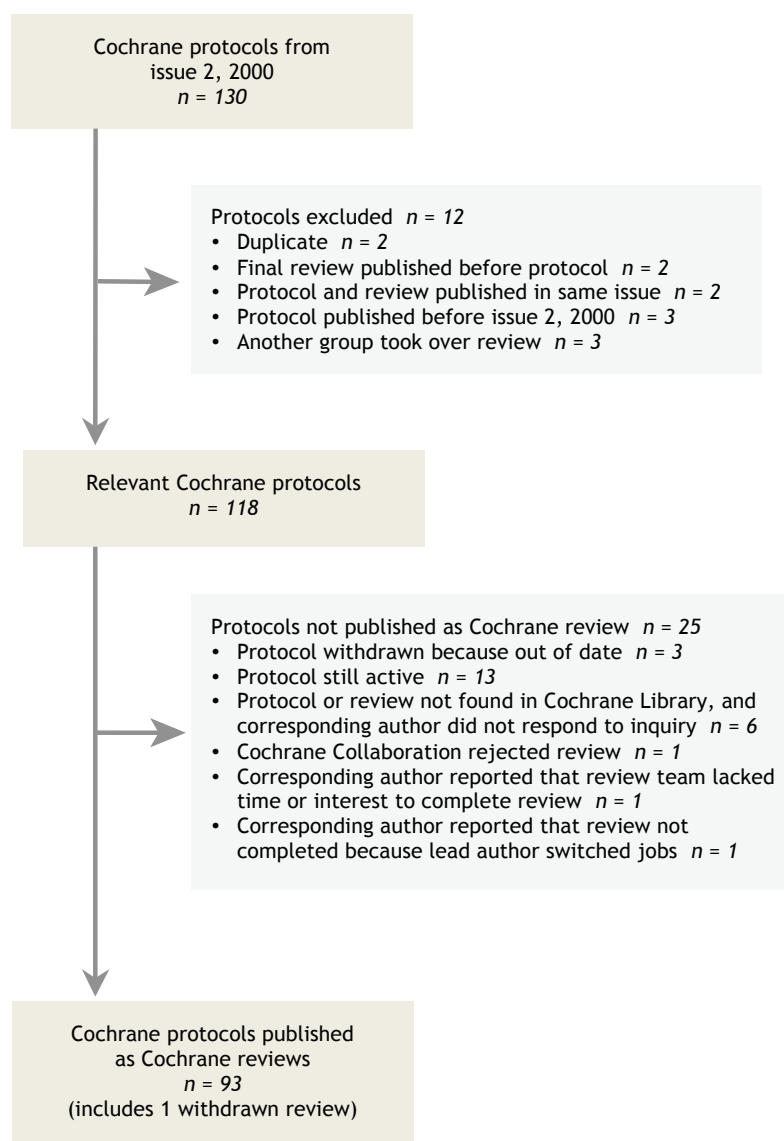 Cochrane protocols from
issue 2, 2000
n = 130
Protocols excluded n = 12
• Duplicate n = 2
• Final review published before protocol n = 2
• Protocol and review published in same issue n = 2
• Protocol published before issue 2, 2000 n = 3
• Another group took over review n = 3
Relevant Cochrane protocols
n = 118
Protocols not published as Cochrane review n = 25
• Protocol withdrawn because out of date n = 3
• Protocol still active n = 13
• Protocol or review not found in Cochrane Library, and
corresponding author did not respond to inquiry n = 6
• Cochrane Collaboration rejected review n = 1
• Corresponding author reported that review team lacked
time or interest to complete review n = 1
• Corresponding author reported that review not
completed because lead author switched jobs n = 1
Cochrane protocols published
as Cochrane reviews
n = 93
(includes 1 withdrawn review)